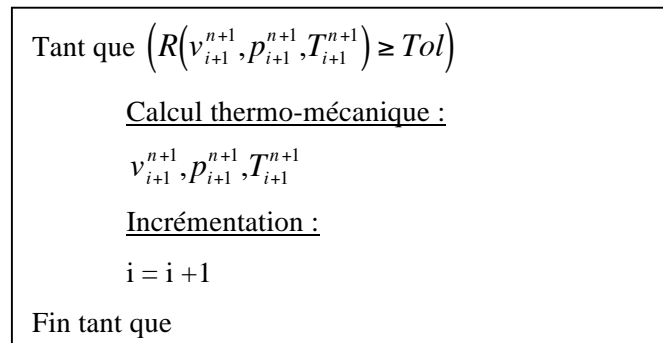 Tant que (R(v_{i+1}^{n+1}, p_{i+1}^{n+1}, T_{i+1}^{n+1}) ≥ Tol)
Calcul thermo-mécanique :
v_{i+1}^{n+1}, p_{i+1}^{n+1}, T_{i+1}^{n+1}
Incrémentation :
i = i +1
Fin tant que